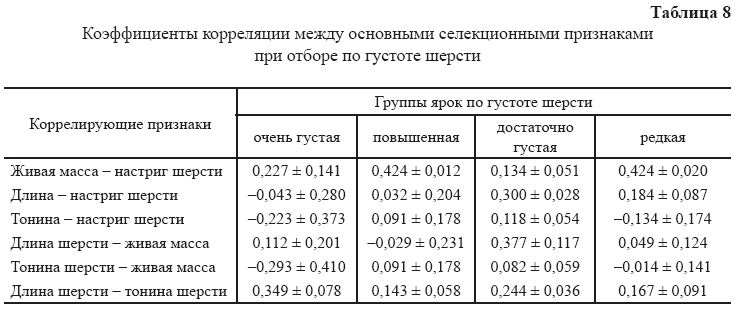 Таблица 8
Коэффициенты корреляции между основными селекционными признаками
при отборе по густоте шерсти
Коррелирующие признаки
Группы ярок по густоте шерсти
очень густая повышенная достаточно густая редкая
Живая масса – настриг шерсти 0,227 ± 0,141 0,424 ± 0,012 0,134 ± 0,051 0,424 ± 0,020
Длина – настриг шерсти –0,043 ± 0,280 0,032 ± 0,204 0,300 ± 0,028 0,184 ± 0,087
Тонина – настриг шерсти –0,223 ± 0,373 0,091 ± 0,178 0,118 ± 0,054 –0,134 ± 0,174
Длина шерсти – живая масса 0,112 ± 0,201 –0,029 ± 0,231 0,377 ± 0,117 0,049 ± 0,124
Тонина шерсти – живая масса –0,293 ± 0,410 0,091 ± 0,178 0,082 ± 0,059 –0,014 ± 0,141
Длина шерсти – тонина шерсти 0,349 ± 0,078 0,143 ± 0,058 0,244 ± 0,036 0,167 ± 0,091